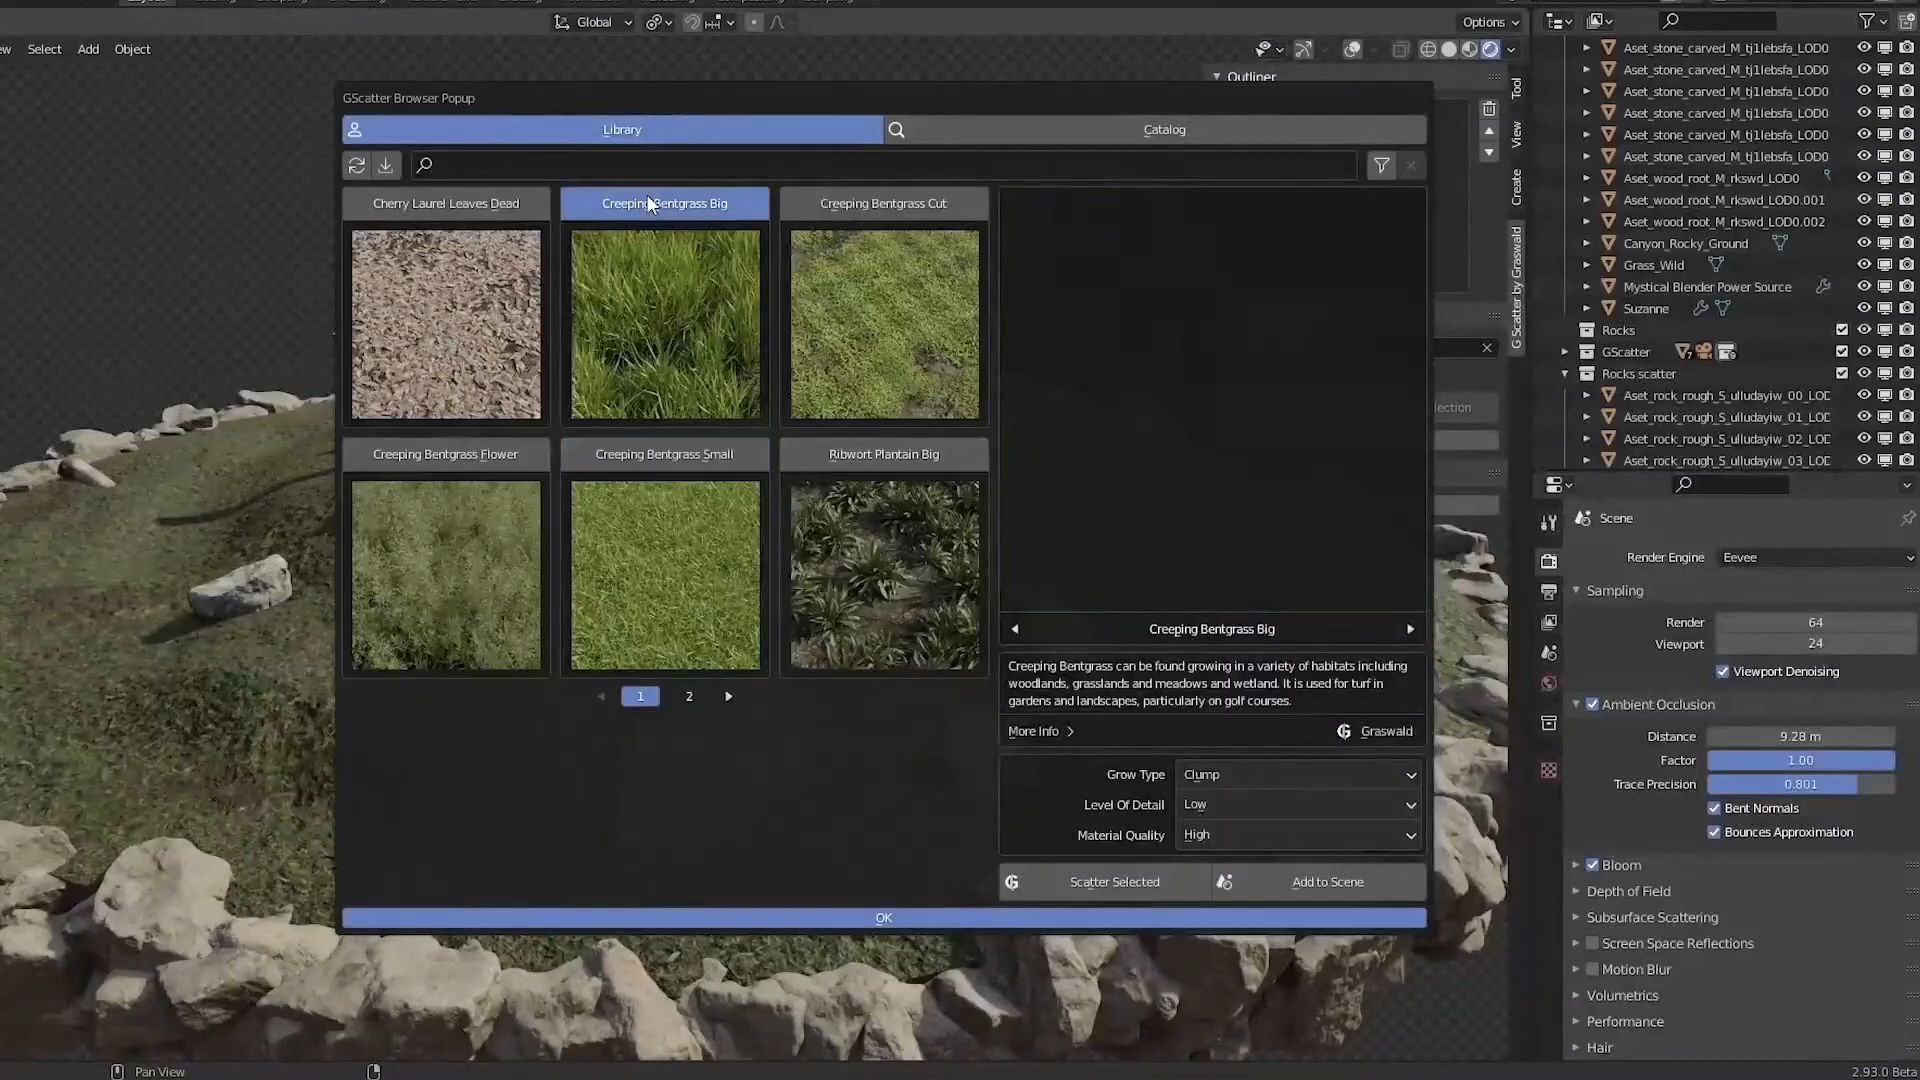 Global
Options
Select
Add
Object
Outliner
GScatter Browser Popup
Library
Catalog
Cherry Laurel Leaves Dead
Creeping Bentgrass Big
Creeping Bentgrass Cut
Creeping Bentgrass Flower
Creeping Bentgrass Small
Ribwort Plantain Big
1
2
Creeping Bentgrass Big
Creeping Bentgrass can be found growing in a variety of habitats including
woodlands, grasslands and meadows and wetland. It is used for turf in
gardens and landscapes, particularly on golf courses.
More Info
Graswald
Grow Type
Clump
Level Of Detail
Low
Material Quality
High
Scatter Selected
Add to Scene
OK
Tool
View
Create
G Scatter by Graswald
Aset_stone_carved_M_tj1lebsfa_LOD0
Aset_stone_carved_M_tj1lebsfa_LOD0
Aset_stone_carved_M_tj1lebsfa_LOD0
Aset_stone_carved_M_tj1lebsfa_LOD0
Aset_stone_carved_M_tj1lebsfa_LOD0
Aset_stone_carved_M_tj1lebsfa_LOD0
Aset_wood_root_M_rkswd_LOD0
Aset_wood_root_M_rkswd_LOD0.001
Aset_wood_root_M_rkswd_LOD0.002
Canyon_Rocky_Ground
Grass_Wild
Mystical Blender Power Source
Suzanne
Rocks
GScatter
Rocks scatter
Aset_rock_rough_S_ulludayiw_00_LOD
Aset_rock_rough_S_ulludayiw_01_LOD
Aset_rock_rough_S_ulludayiw_02_LOD
Aset_rock_rough_S_ulludayiw_03_LOD
Scene
Render Engine
Eevee
Sampling
Render
64
Viewport
24
Viewport Denoising
Ambient Occlusion
Distance
9.28 m
Factor
1.00
Trace Precision
0.801
Bent Normals
Bounces Approximation
Bloom
Depth of Field
Subsurface Scattering
Screen Space Reflections
Motion Blur
Volumetrics
Performance
Hair
Pan View
2.93.0 Beta